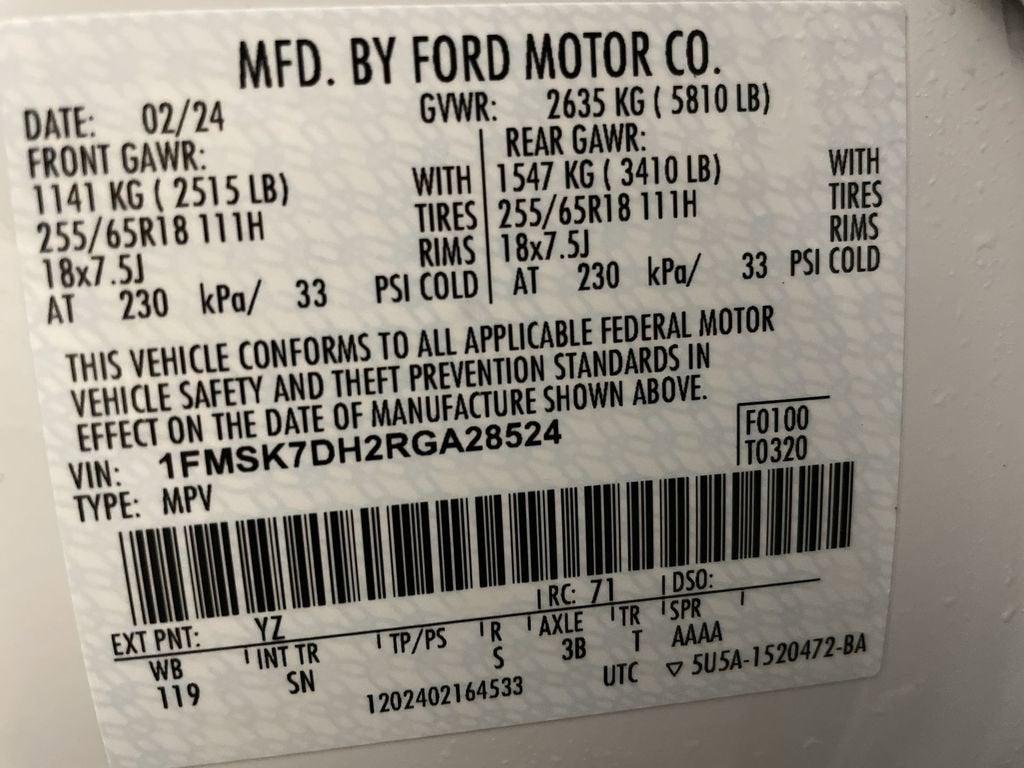 MFD. BY FORD MOTOR CO.
DATE: 02/24 GVWR: 2635 KG ( 5810 LB)
FRONT GAWR: REAR GAWR:
1141 KG ( 2515 LB) WITH 1547 KG ( 3410 LB) WITH
255/65R18 111H TIRES 255/65R18 111H TIRES
18x7.5J RIMS 18x7.5J RIMS
AT 230 kPa/ 33 PSI COLD AT 230 kPa/ 33 PSI COLD
THIS VEHICLE CONFORMS TO ALL APPLICABLE FEDERAL MOTOR
VEHICLE SAFETY AND THEFT PREVENTION STANDARDS IN
EFFECT ON THE DATE OF MANUFACTURE SHOWN ABOVE.
VIN: 1FMSK7DH2RGA28524 F0100
TYPE: MPV T0320
EXT PNT: YZ RC: 71 DSO:
WB INT TR TP/PS R AXLE TR SPR
119 SN S 3B T AAAA
1202402164533 UTC ▽ 5U5A-1520472-BA